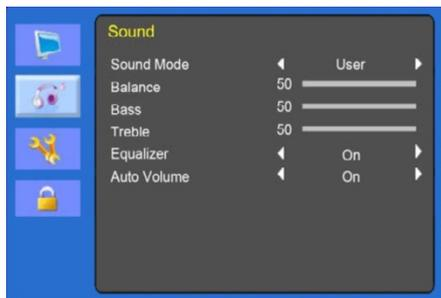 Sound
Sound Mode User
Balance 50
Bass 50
Treble 50
Equalizer On
Auto Volume On